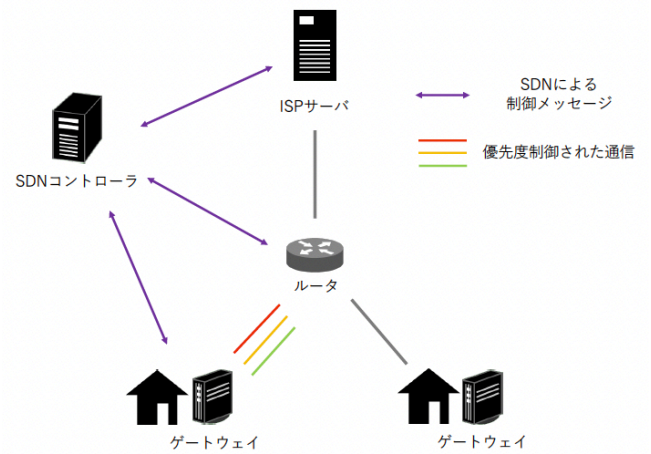 ISPサーバ
SDNによる
制御メッセージ
優先度制御された通信
SDNコントローラ
ルータ
ゲートウェイ
ゲートウェイ